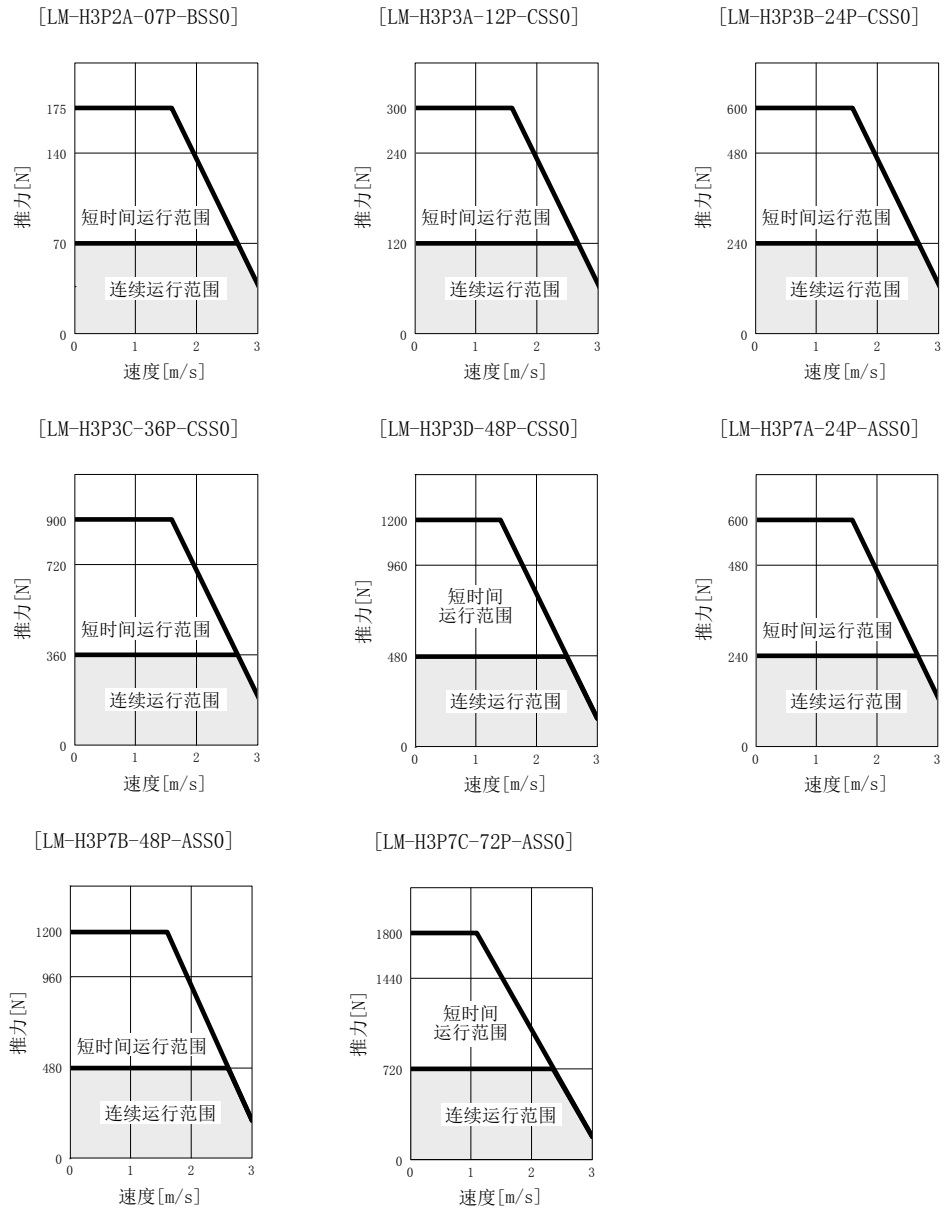 [LM-H3P2A-07P-BSS0]
175
140
70
0
推力[N]
短时间运行范围
连续运行范围
0 1 2 3
速度[m/s]
[LM-H3P3A-12P-CSS0]
300
240
120
0
推力[N]
短时间运行范围
连续运行范围
0 1 2 3
速度[m/s]
[LM-H3P3B-24P-CSS0]
600
480
240
0
推力[N]
短时间运行范围
连续运行范围
0 1 2 3
速度[m/s]
[LM-H3P3C-36P-CSS0]
900
720
360
0
推力[N]
短时间运行范围
连续运行范围
0 1 2 3
速度[m/s]
[LM-H3P3D-48P-CSS0]
1200
960
480
0
推力[N]
短时间
运行范围
连续运行范围
0 1 2 3
速度[m/s]
[LM-H3P7A-24P-ASS0]
600
480
240
0
推力[N]
短时间运行范围
连续运行范围
0 1 2 3
速度[m/s]
[LM-H3P7B-48P-ASS0]
1200
960
480
0
推力[N]
短时间运行范围
连续运行范围
0 1 2 3
速度[m/s]
[LM-H3P7C-72P-ASS0]
1800
1440
720
0
推力[N]
短时间
运行范围
连续运行范围
0 1 2 3
速度[m/s]